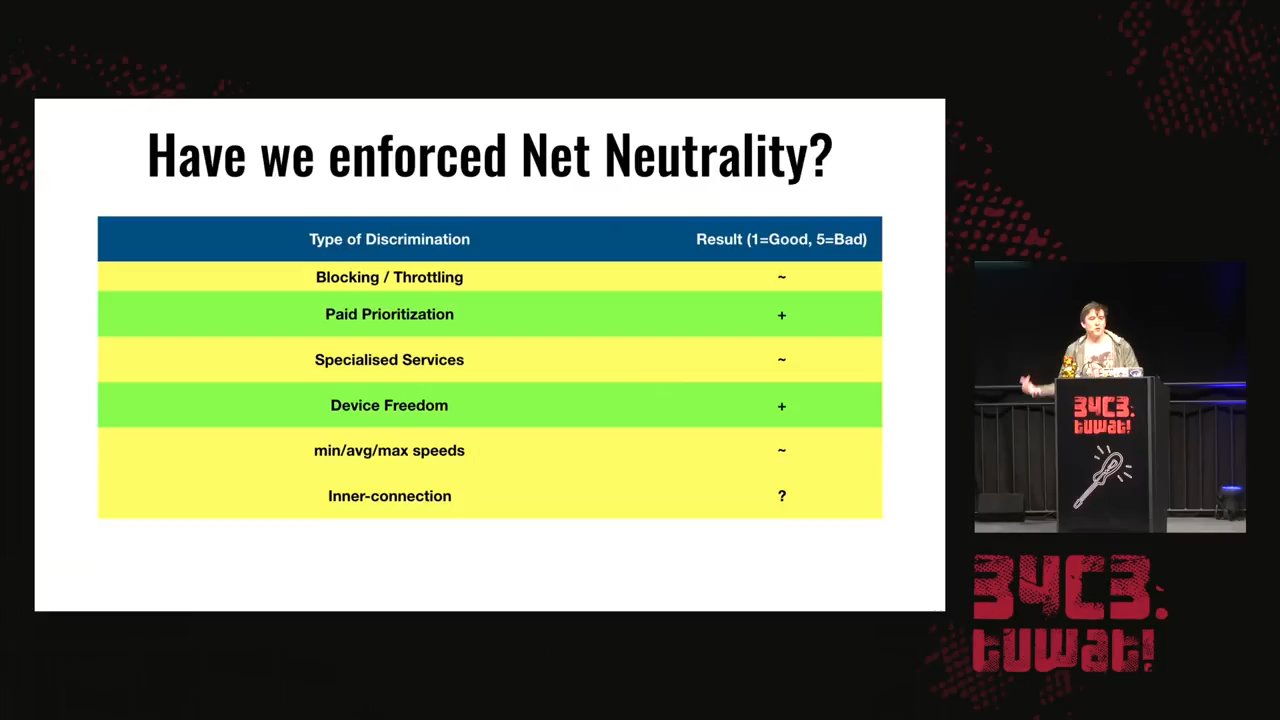 Have we enforced Net Neutrality?
Type of Discrimination Result (1=Good, 5=Bad)
Blocking / Throttling ~
Paid Prioritization +
Specialised Services ~
Device Freedom +
min/avg/max speeds ~
Inner-connection ?
34C3.
tuwat!
34C3.
tuwat!